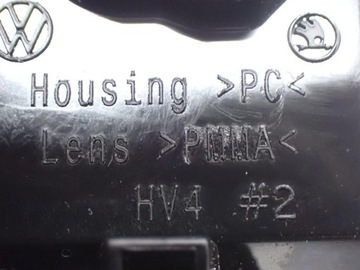 Housing >PC<
Lens >PMMA<
HV4 #2